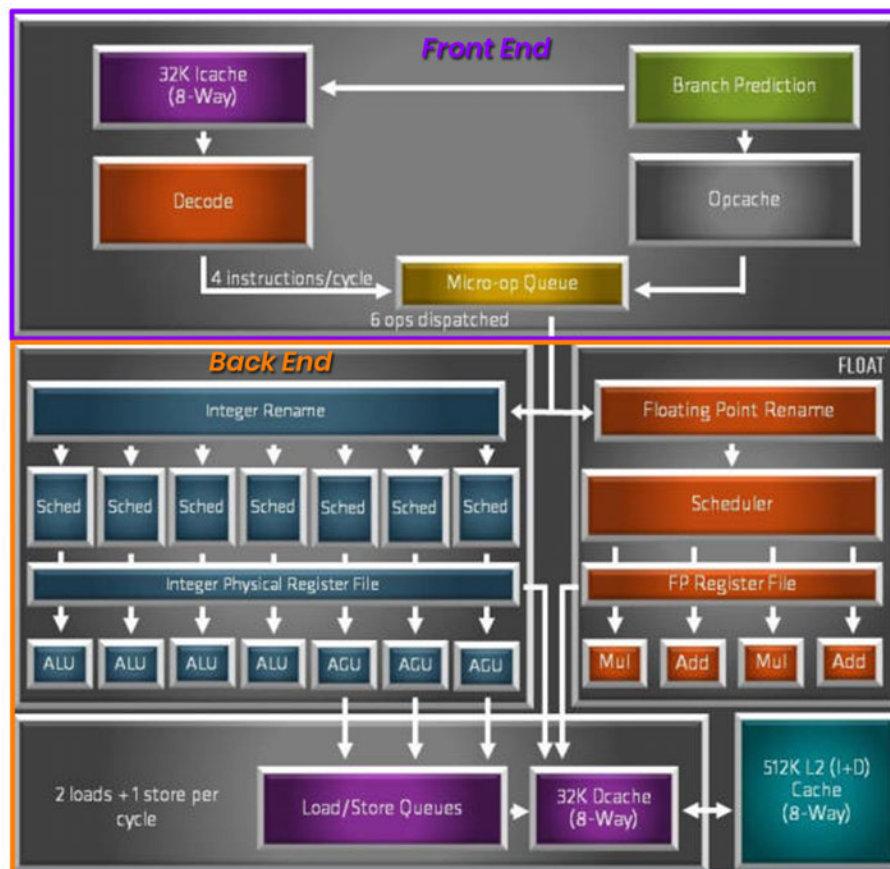 Front End
32K Icache
(8-Way)
Branch Prediction
Decode
Opcache
4 instructions/cycle
Micro-op Queue
6 ops dispatched
Back End
FLOAT
Integer Rename
Floating Point Rename
Sched
Sched
Sched
Sched
Sched
Sched
Sched
Scheduler
Integer Physical Register File
FP Register File
ALU
ALU
ALU
ALU
AGU
AGU
AGU
Mul
Add
Mul
Add
2 loads + 1 store per
cycle
Load/Store Queues
32K Dcache
(8-Way)
512K L2 (I+D)
Cache
(8-Way)